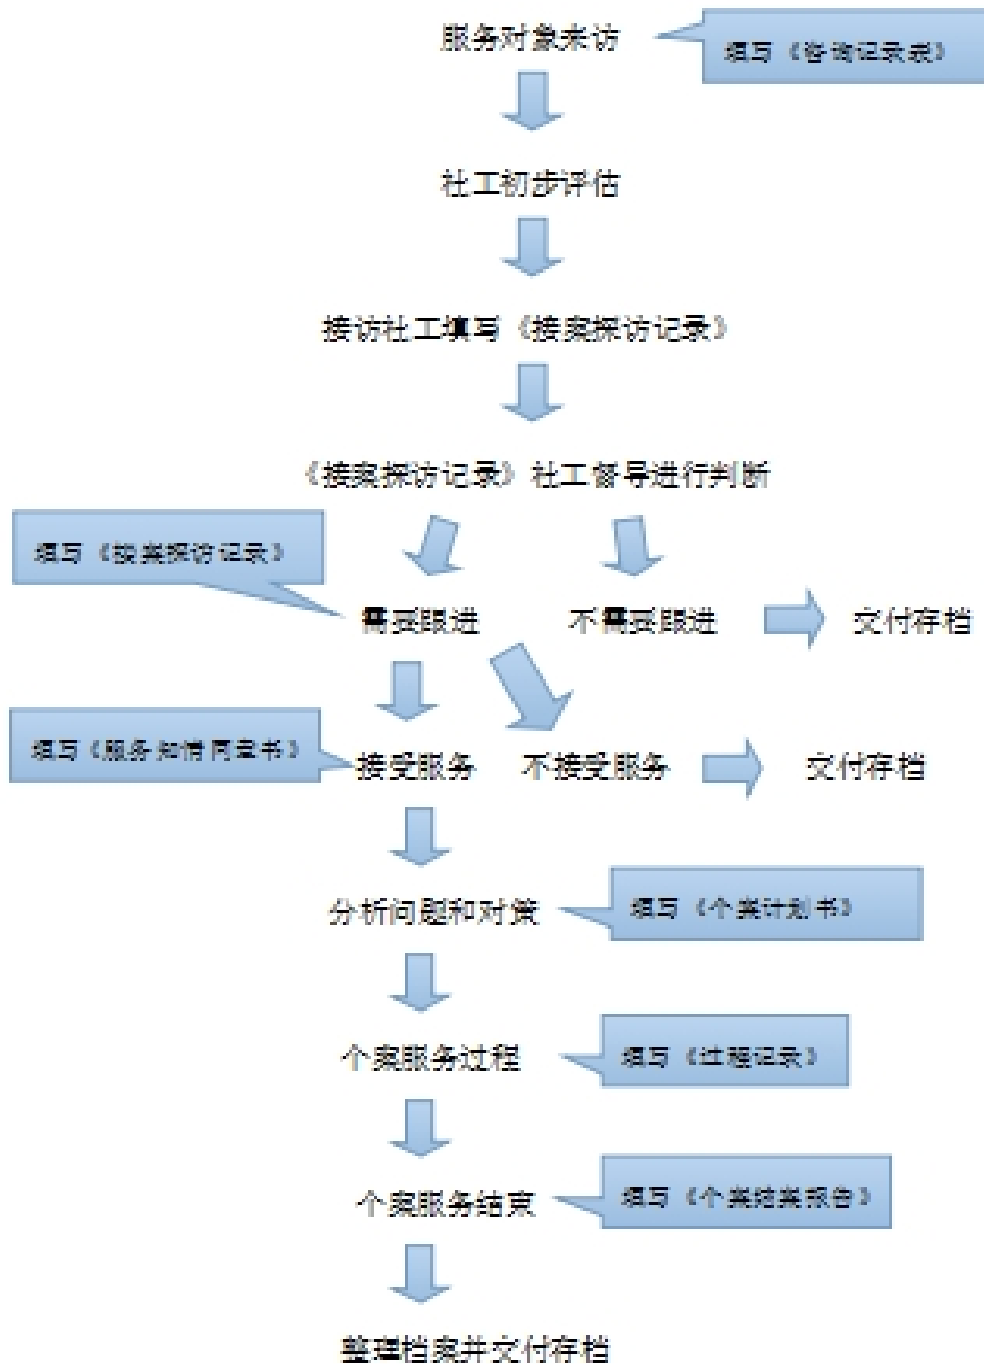 服务对象来访
填写《咨询记录表》
社工初步评估
接访社工填写《接案探访记录》
《接案探访记录》社工督导进行判断
填写《接案探访记录》
需要跟进
不需要跟进
交付存档
填写《服务知情同意书》
接受服务
不接受服务
交付存档
分析问题和对策
填写《个案计划书》
个案服务过程
填写《过程记录》
个案服务结束
填写《个案结案报告》
整理档案并交付存档